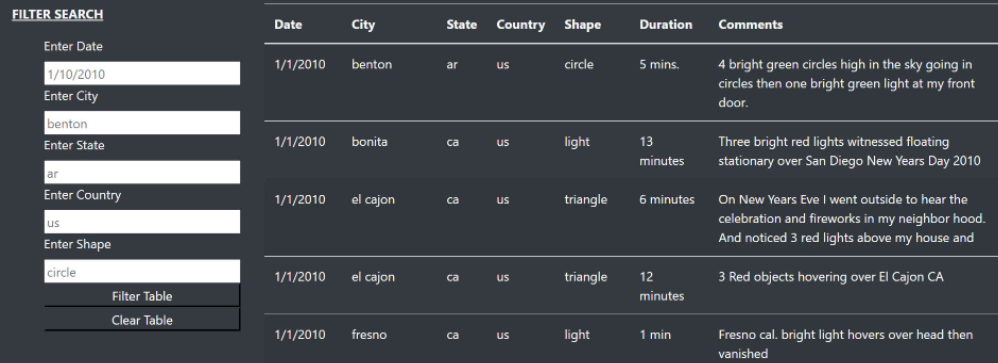 FILTER SEARCH
Enter Date
1/10/2010
Enter City
benton
Enter State
ar
Enter Country
us
Enter Shape
circle
Filter Table
Clear Table
Date City State Country Shape Duration Comments
1/1/2010 benton ar us circle 5 mins. 4 bright green circles high in the sky going in
circles then one bright green light at my front
door.
1/1/2010 bonita ca us light 13 Three bright red lights witnessed floating
minutes stationary over San Diego New Years Day 2010
1/1/2010 el cajon ca us triangle 6 minutes On New Years Eve I went outside to hear the
celebration and fireworks in my neighbor hood.
And noticed 3 red lights above my house and
1/1/2010 el cajon ca us triangle 12 3 Red objects hovering over El Cajon CA
minutes
1/1/2010 fresno ca us light 1 min Fresno cal. bright light hovers over head then
vanished